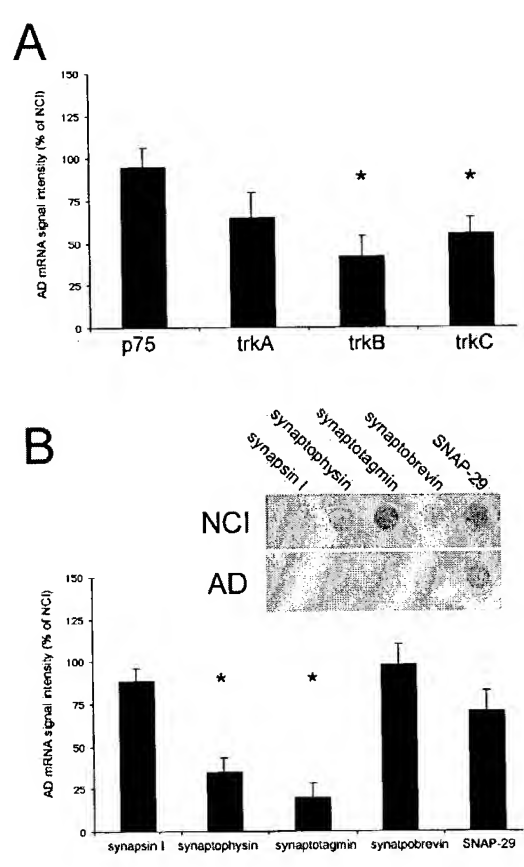 A
AD mRNA signal intensity (% of NCI)
150
125
100
75
50
25
0
*
*
p75
trkA
trkB
trkC
B
synapsin I
synaptophysin
synaptotagmin
synaptobrevin
SNAP-29
NCI
AD
AD mRNA signal intensity (% of NCI)
150
125
100
75
50
25
0
*
*
synapsin I
synaptophysin
synaptotagmin
synatpobrevin
SNAP-29